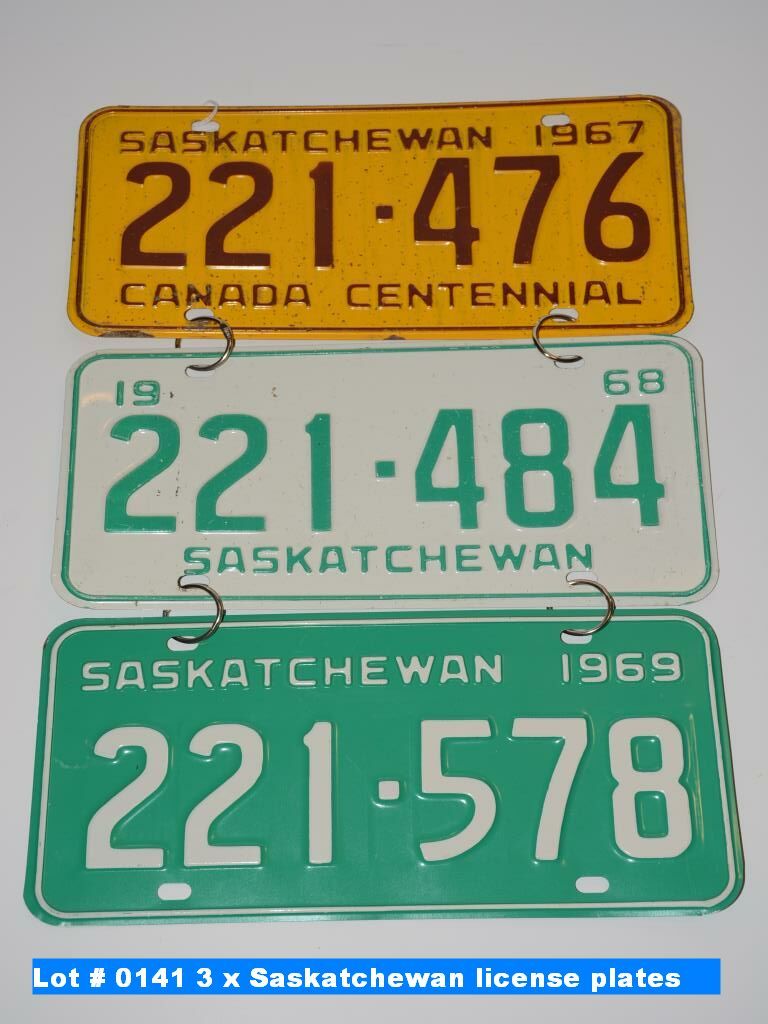 SASKATCHEWAN 1967
221·476
CANADA CENTENNIAL
19 68
221·484
SASKATCHEWAN
SASKATCHEWAN 1969
221·578
Lot # 0141 3 x Saskatchewan license plates